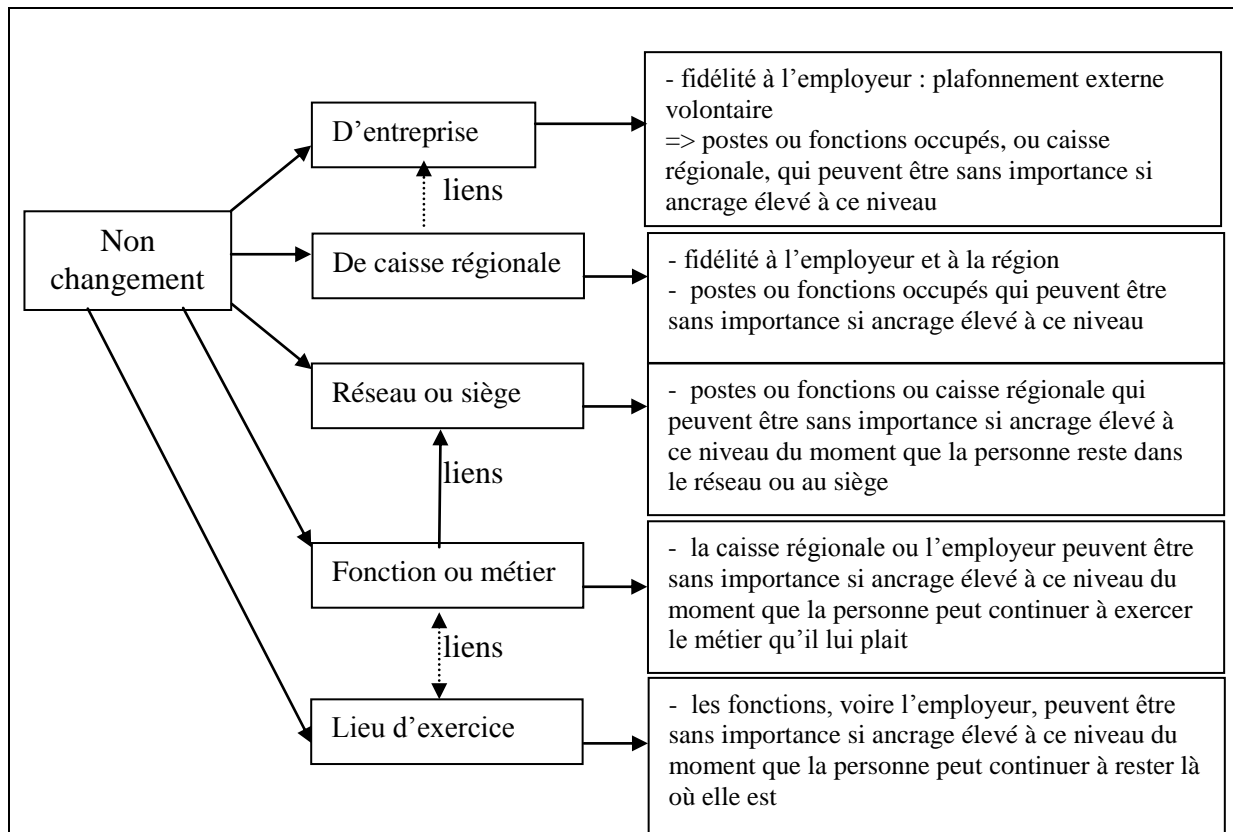 - fidélité à l’employeur : plafonnement externe
volontaire
=> postes ou fonctions occupés, ou caisse
régionale, qui peuvent être sans importance si
ancrage élevé à ce niveau
D’entreprise
liens
Non
changement
De caisse régionale
- fidélité à l’employeur et à la région
- postes ou fonctions occupés qui peuvent être
sans importance si ancrage élevé à ce niveau
Réseau ou siège
- postes ou fonctions ou caisse régionale qui
peuvent être sans importance si ancrage élevé à
ce niveau du moment que la personne reste dans
le réseau ou au siège
liens
Fonction ou métier
- la caisse régionale ou l’employeur peuvent être
sans importance si ancrage élevé à ce niveau du
moment que la personne peut continuer à exercer
le métier qu’il lui plait
liens
Lieu d’exercice
- les fonctions, voire l’employeur, peuvent être
sans importance si ancrage élevé à ce niveau du
moment que la personne peut continuer à rester là
où elle est